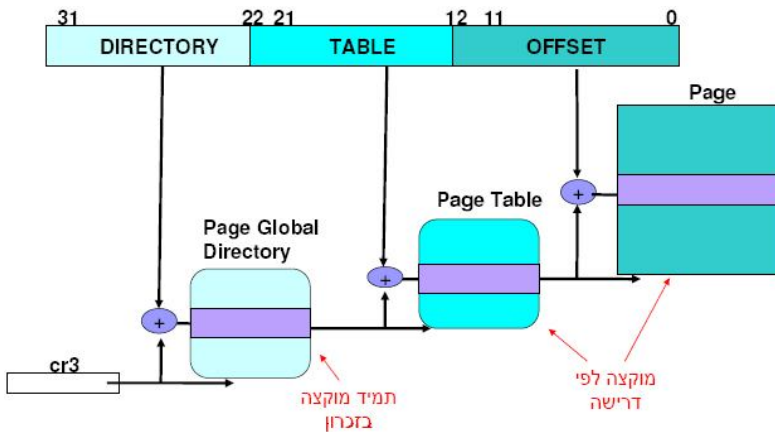 31 22 21 12 11 0
DIRECTORY TABLE OFFSET
Page
Page Table
Page Global
Directory
+
+
+
cr3
תמיד מוקצה
בזכרון
מוקצה לפי
דרישה